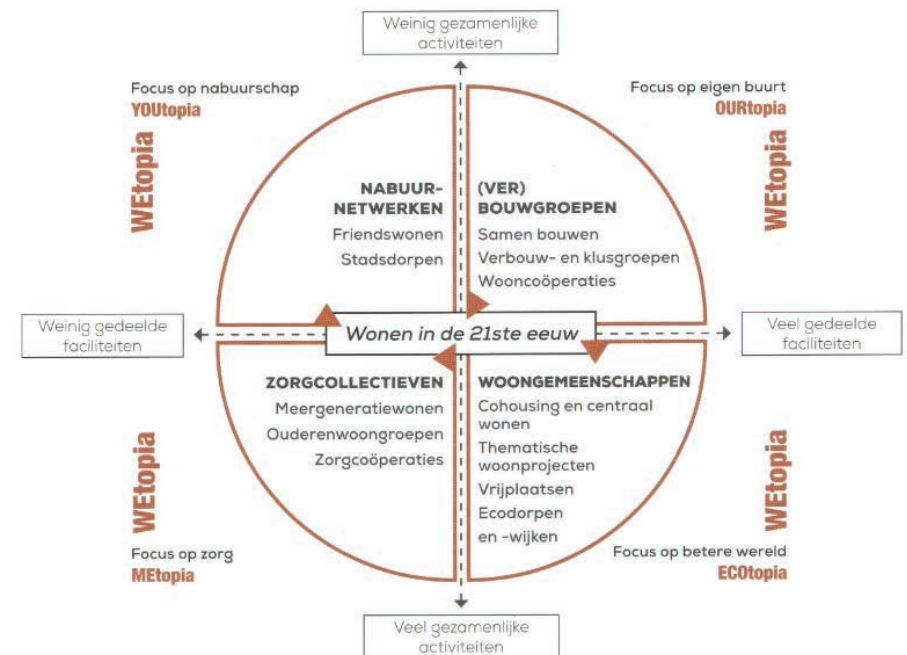 Weinig gezamenlijke
activiteiten
Focus op nabuurschap
YOUtopia
WEtopia
Focus op eigen buurt
OURtopia
WEtopia
NABUUR-
NETWERKEN
Friendswonen
Stadsdorpen
(VER)
BOUWGROEPEN
Samen bouwen
Verbouw- en klusgroepen
Wooncoöperaties
Weinig gedeelde
faciliteiten
Wonen in de 21ste eeuw
Veel gedeelde
faciliteiten
ZORGCOLLECTIEVEN
Meergeneratiewonen
Ouderenwoongroepen
Zorgcoöperaties
WOONGEMEENSCHAPPEN
Cohousing en centraal
wonen
Thematische
woonprojecten
Vrijplaatsen
Ecodorpen
en -wijken
WEtopia
Focus op zorg
MEtopia
WEtopia
Focus op betere wereld
ECOtopia
Veel gezamenlijke
activiteiten